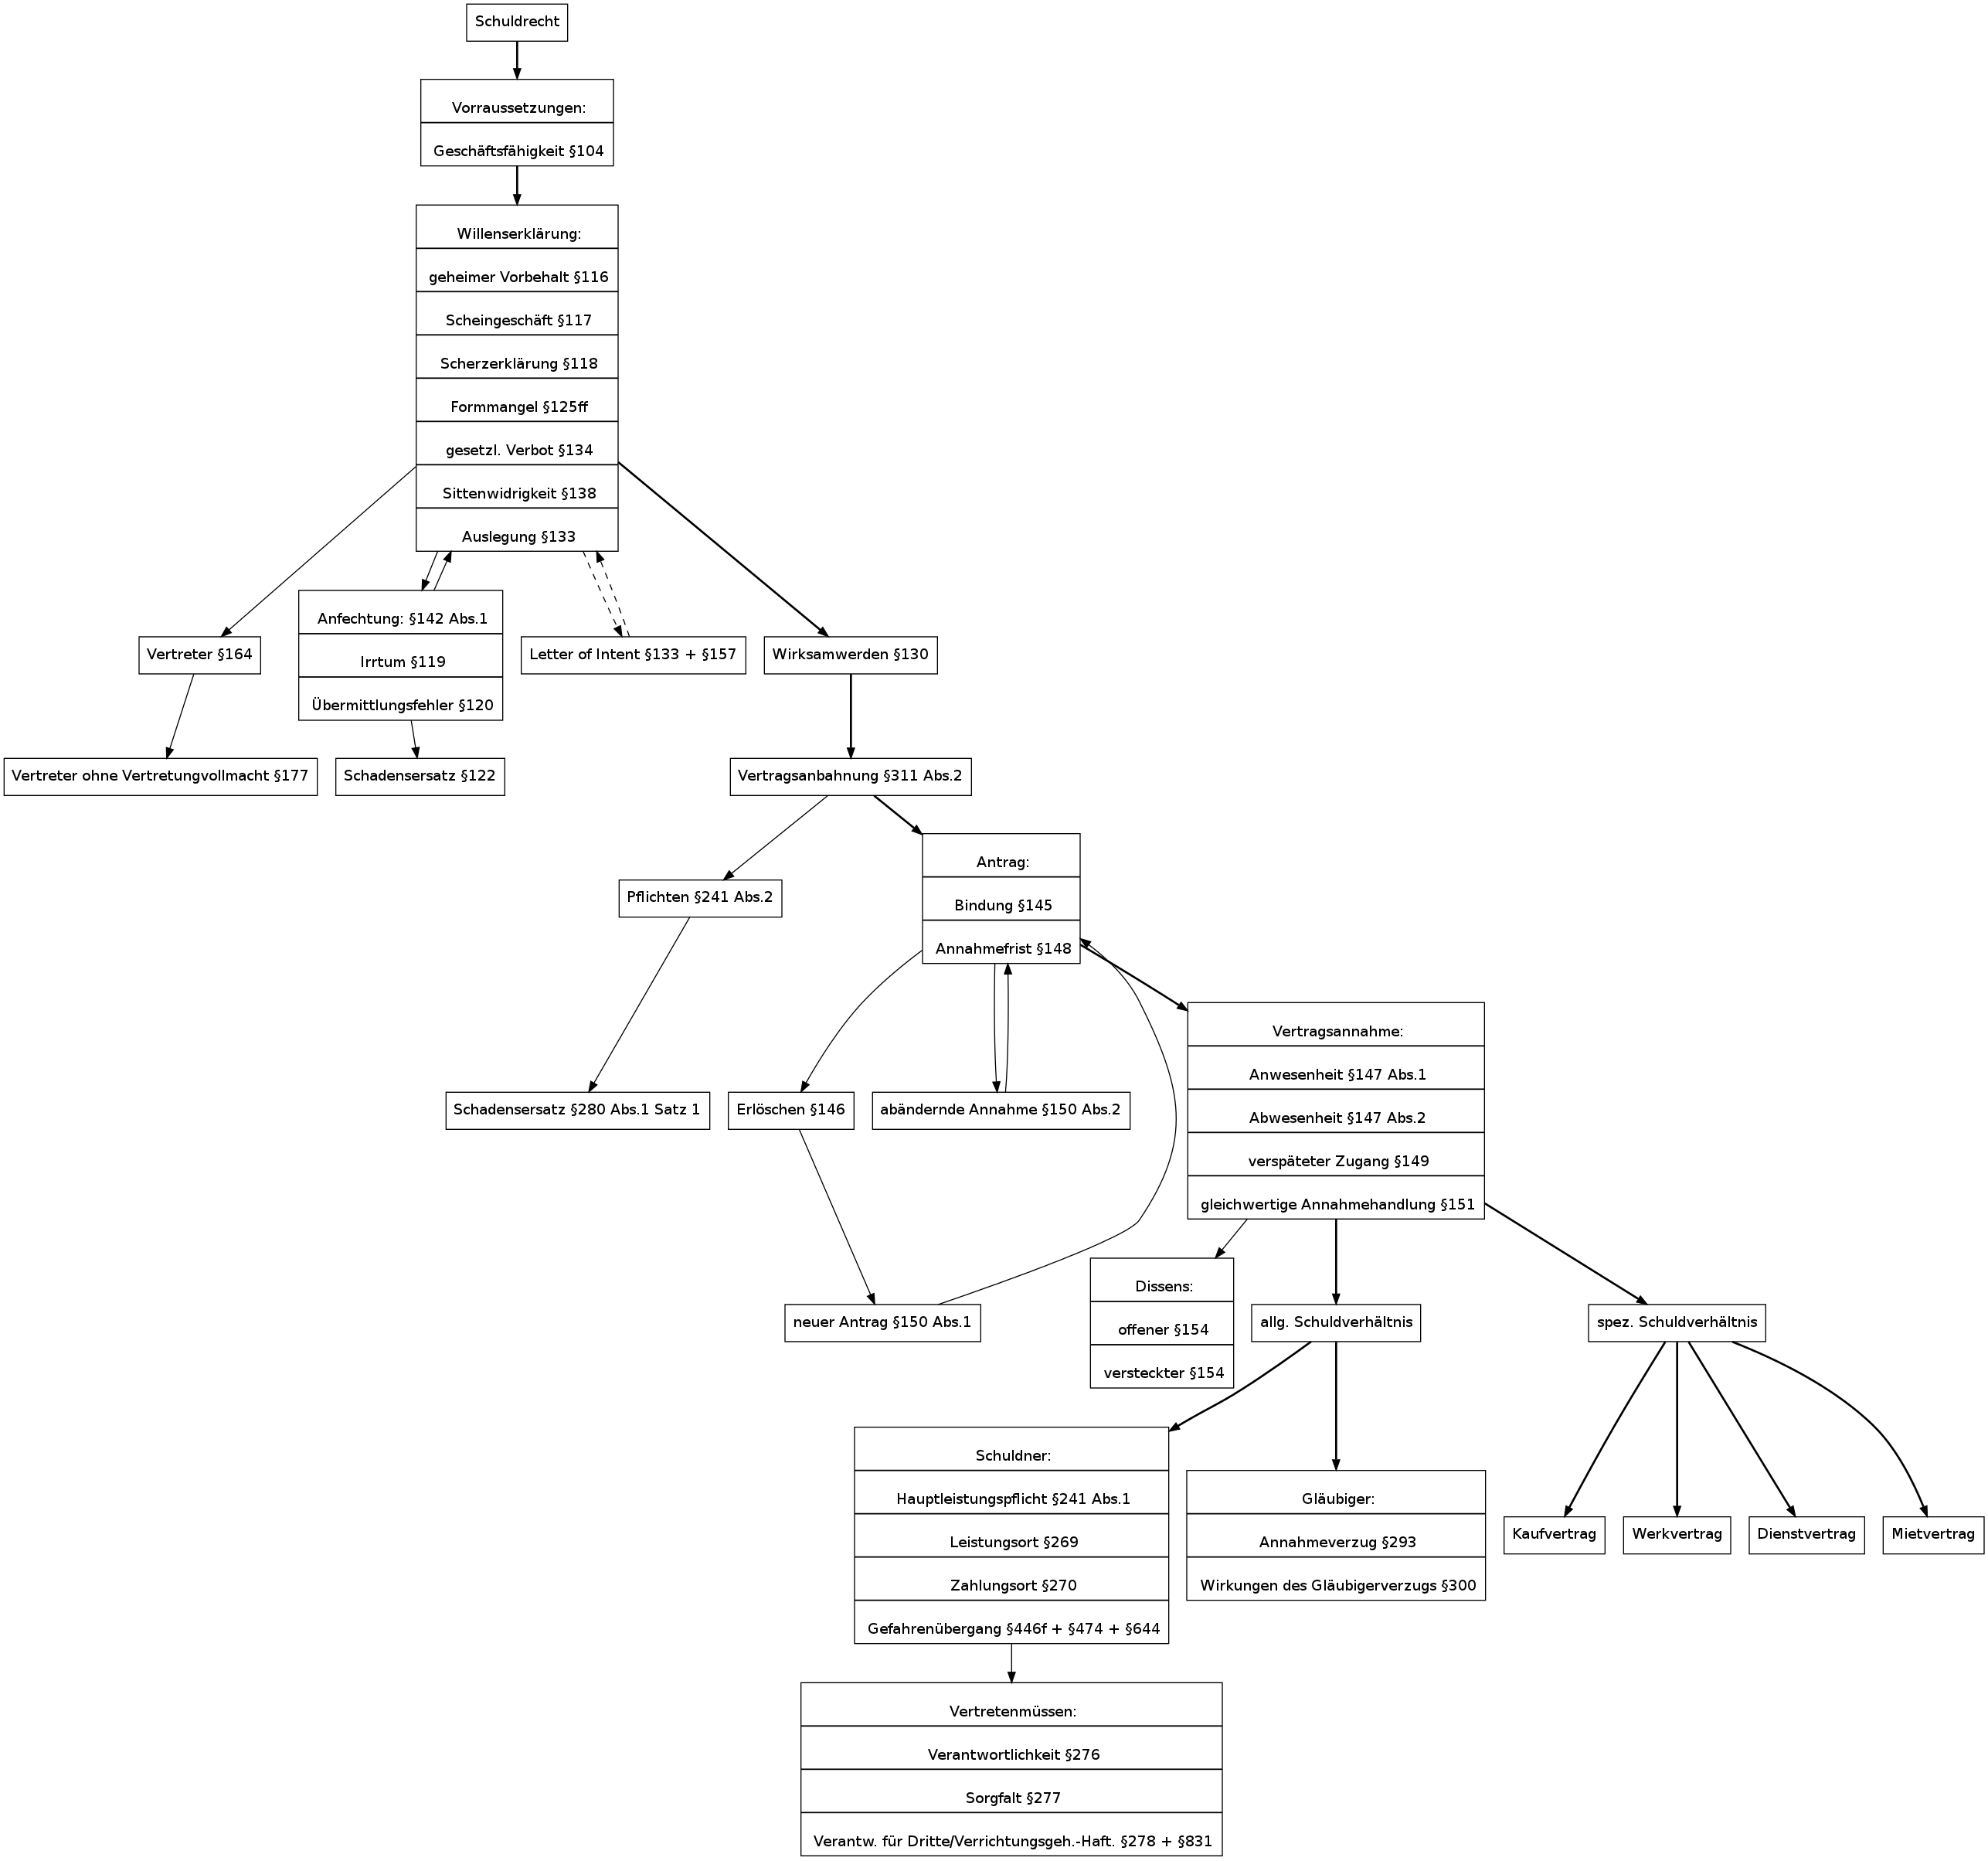 Schuldrecht
Vorraussetzungen:
Geschäftsfähigkeit §104
Willenserklärung:
geheimer Vorbehalt §116
Scheingeschäft §117
Scherzerklärung §118
Formmangel §125ff
gesetzl. Verbot §134
Sittenwidrigkeit §138
Auslegung §133
Vertreter §164
Anfechtung: §142 Abs.1
Irrtum §119
Übermittlungsfehler §120
Letter of Intent §133 + §157
Wirksamwerden §130
Vertreter ohne Vertretungvollmacht §177
Schadensersatz §122
Vertragsanbahnung §311 Abs.2
Pflichten §241 Abs.2
Antrag:
Bindung §145
Annahmefrist §148
Schadensersatz §280 Abs.1 Satz 1
Erlöschen §146
abändernde Annahme §150 Abs.2
Vertragsannahme:
Anwesenheit §147 Abs.1
Abwesenheit §147 Abs.2
verspäteter Zugang §149
gleichwertige Annahmehandlung §151
neuer Antrag §150 Abs.1
Dissens:
offener §154
versteckter §154
allg. Schuldverhältnis
spez. Schuldverhältnis
Schuldner:
Hauptleistungspflicht §241 Abs.1
Leistungsort §269
Zahlungsort §270
Gefahrenübergang §446f + §474 + §644
Gläubiger:
Annahmeverzug §293
Wirkungen des Gläubigerverzugs §300
Kaufvertrag
Werkvertrag
Dienstvertrag
Mietvertrag
Vertretenmüssen:
Verantwortlichkeit §276
Sorgfalt §277
Verantw. für Dritte/Verrichtungsgeh.-Haft. §278 + §831